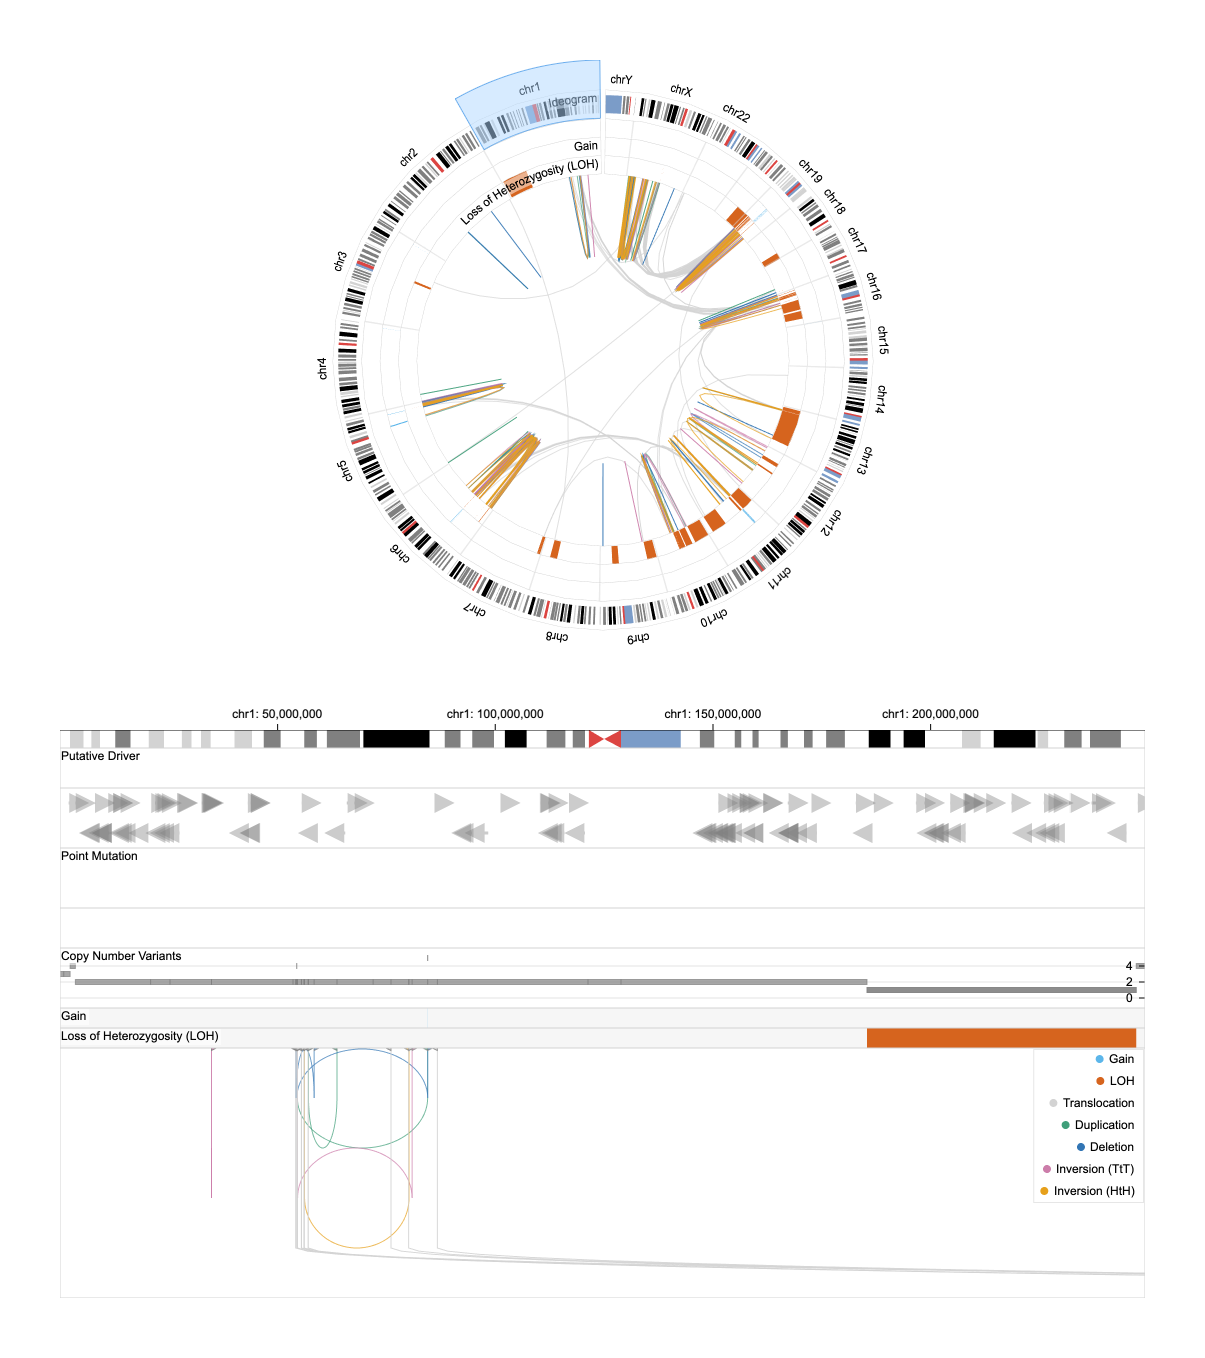 chr1
Ideogram
Gain
Loss of Heterozygosity (LOH)
chrY
chrX
chr22
chr19
chr18
chr17
chr16
chr15
chr14
chr13
chr12
chr11
chr10
chr9
chr8
chr7
chr6
chr5
chr4
chr3
chr2
chr1: 50,000,000
chr1: 100,000,000
chr1: 150,000,000
chr1: 200,000,000
Putative Driver
Point Mutation
Copy Number Variants
4
2
0
Gain
Loss of Heterozygosity (LOH)
Gain
LOH
Translocation
Duplication
Deletion
Inversion (TtT)
Inversion (HtH)